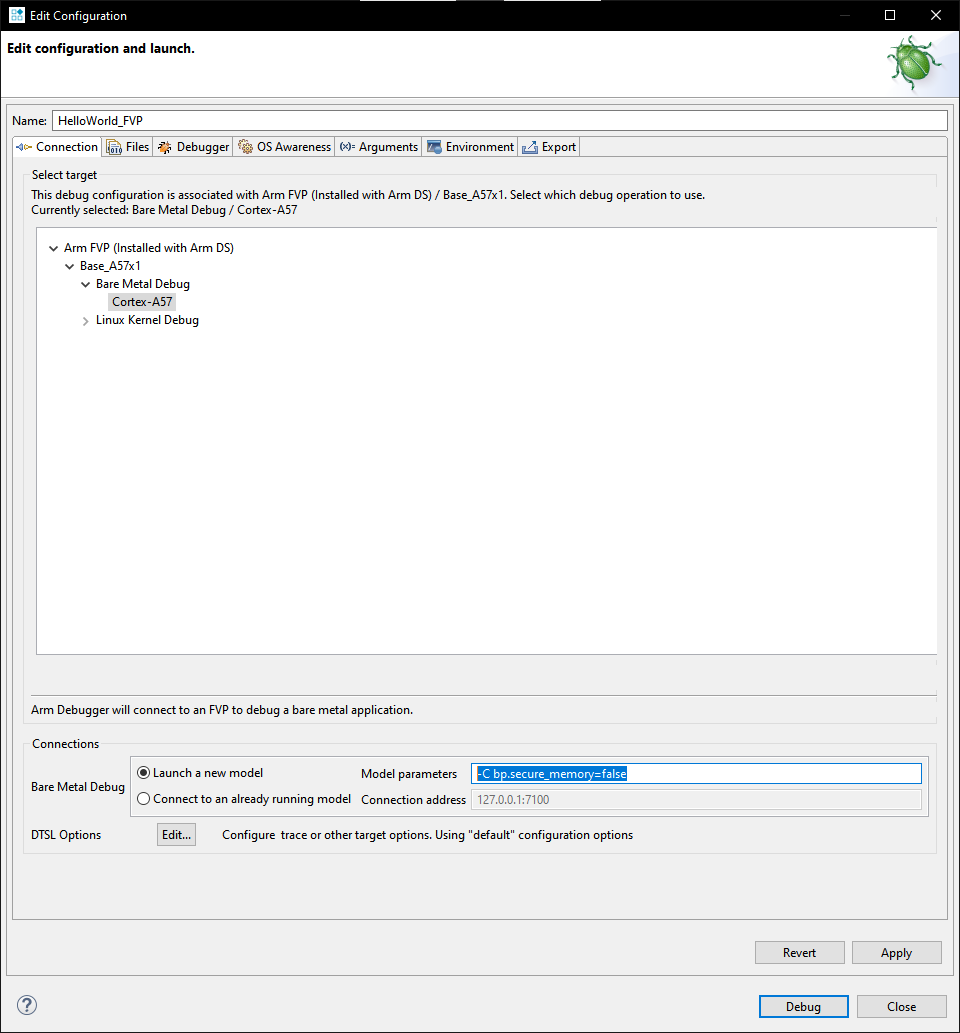 Edit Configuration
Edit configuration and launch.
Name: HelloWorld_FVP
Connection Files Debugger OS Awareness (x)= Arguments Environment Export
Select target
This debug configuration is associated with Arm FVP (Installed with Arm DS) / Base_A57x1. Select which debug operation to use.
Currently selected: Bare Metal Debug / Cortex-A57
Arm FVP (Installed with Arm DS)
Base_A57x1
Bare Metal Debug
Cortex-A57
Linux Kernel Debug
Arm Debugger will connect to an FVP to debug a bare metal application.
Connections
Bare Metal Debug
Launch a new model Model parameters -C bp.secure_memory=false
Connect to an already running model Connection address 127.0.0.1:7100
DTSL Options Edit... Configure trace or other target options. Using "default" configuration options
Revert Apply
? Debug Close